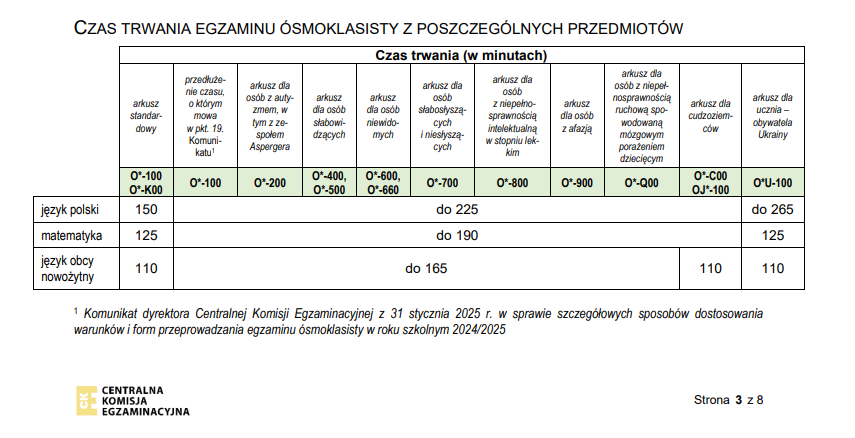 CZAS TRWANIA EGZAMINU ÓSMOKLASISTY Z POSZCZEGÓLNYCH PRZEDMIOTÓW
Czas trwania (w minutach)
arkusz
standar-
dowy
przedłuże-
nie czasu,
o którym
mowa
w pkt. 19.
Komuni-
katu¹
arkusz dla
osób z auty-
zmem, w
tym z ze-
społem
Aspergera
arkusz
dla osób
słabowi-
dzących
arkusz
dla osób
niewido-
mych
arkusz dla
osób
słabosłyszą-
cych
i niesłyszą-
cych
arkusz dla
osób
z niepełno-
sprawnością
intelektualną
w stopniu lek-
kim
arkusz
dla osób
z afazją
arkusz dla
osób z niepeł-
nosprawnością
ruchową spo-
wodowaną
mózgowym
porażeniem
dziecięcym
arkusz dla
cudzoziem-
ców
arkusz dla
ucznia –
obywatela
Ukrainy
O*-100
O*-K00
O*-100
O*-200
O*-400,
O*-500
O*-600,
O*-660
O*-700
O*-800
O*-900
O*-Q00
O*-C00
OJ*-100
O*U-100
język polski 150 do 225 do 265
matematyka 125 do 190 125
język obcy
nowożytny
110 do 165 110 110
¹ Komunikat dyrektora Centralnej Komisji Egzaminacyjnej z 31 stycznia 2025 r. w sprawie szczegółowych sposobów dostosowania
warunków i form przeprowadzania egzaminu ósmoklasisty w roku szkolnym 2024/2025
CKE
CENTRALNA
KOMISJA
EGZAMINACYJNA
Strona 3 z 8